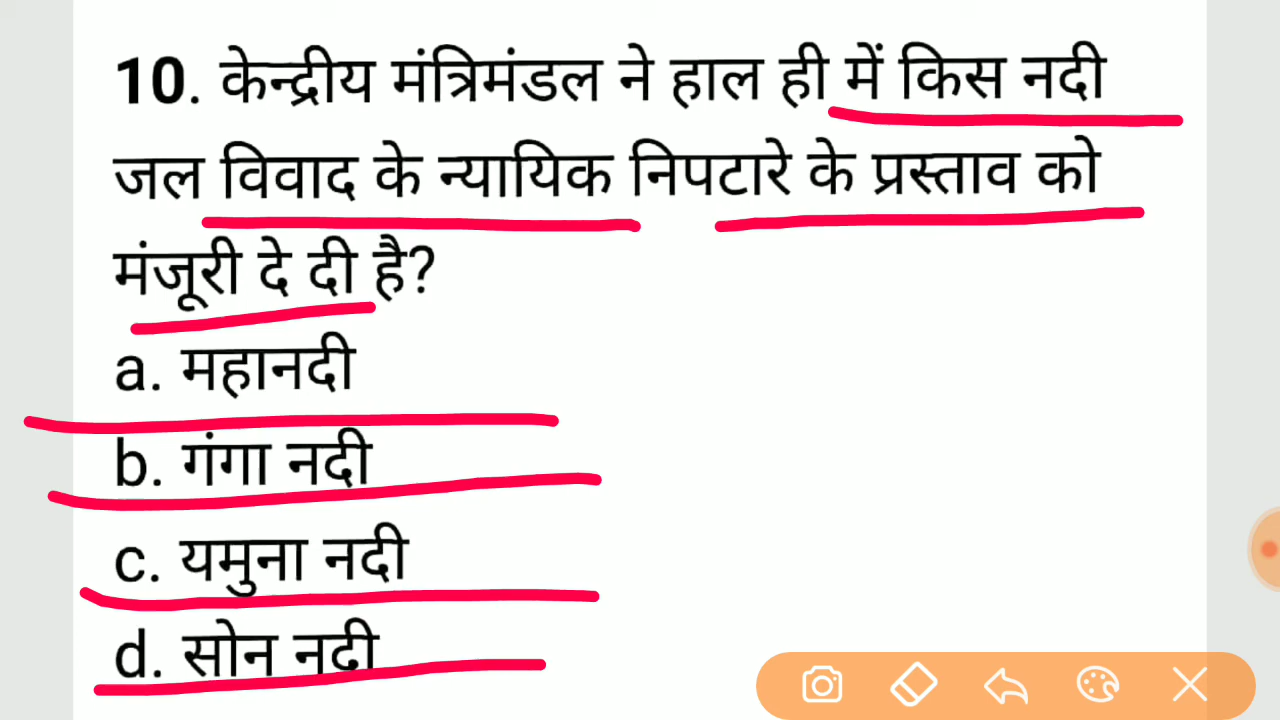 10. केन्द्रीय मंत्रिमंडल ने हाल ही में किस नदी
जल विवाद के न्यायिक निपटारे के प्रस्ताव को
मंजूरी दे दी है?
a. महानदी
b. गंगा नदी
c. यमुना नदी
d. सोन नदी